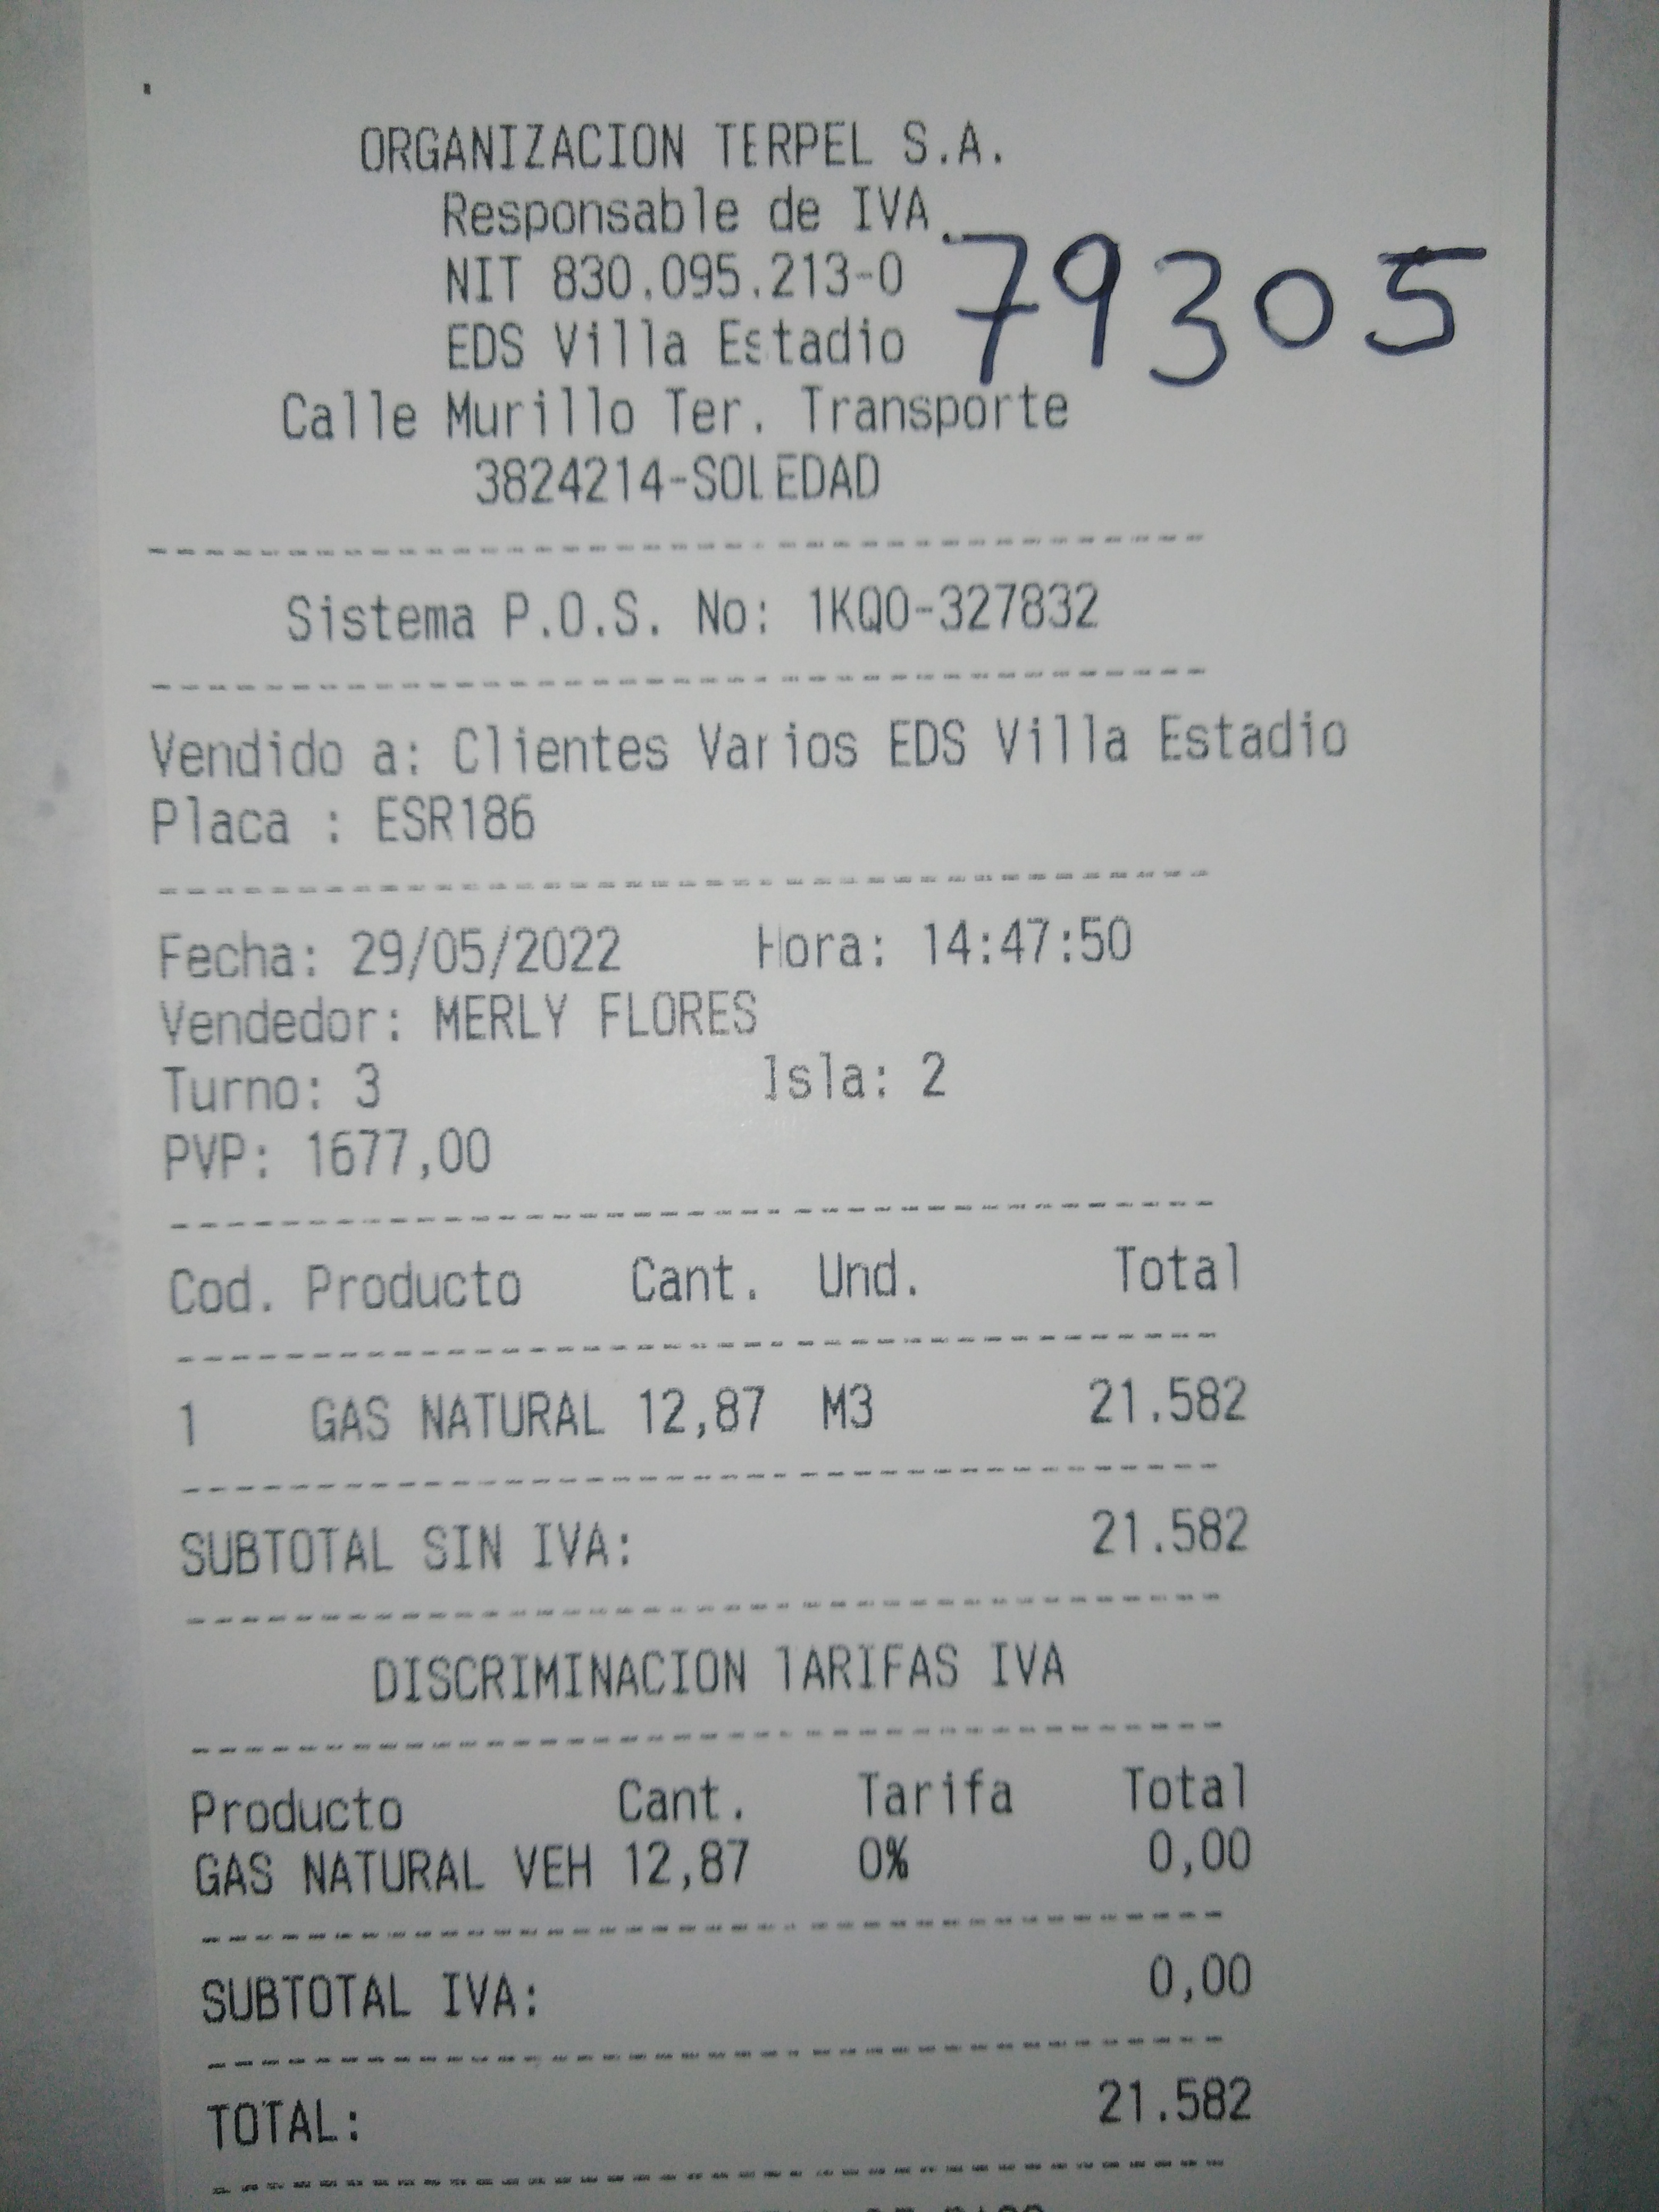 ORGANIZACION TERPEL S.A.
Responsable de IVA
NIT 830.095.213-0
79305
EDS Villa Estadio
Calle Murillo Ter. Transporte
3824214-SOLEDAD
Sistema P.O.S. No: 1KQ0-327832
Vendido a: Clientes Varios EDS Villa Estadio
Placa : ESR186
Fecha: 29/05/2022 Hora: 14:47:50
Vendedor: MERLY FLORES
Turno: 3 Isla: 2
PVP: 1677,00
Cod. Producto Cant. Und. Total
1 GAS NATURAL 12,87 M3 21.582
SUBTOTAL SIN IVA: 21.582
DISCRIMINACION TARIFAS IVA
Producto Cant. Tarifa Total
GAS NATURAL VEH 12,87 0% 0,00
SUBTOTAL IVA: 0,00
TOTAL: 21.582